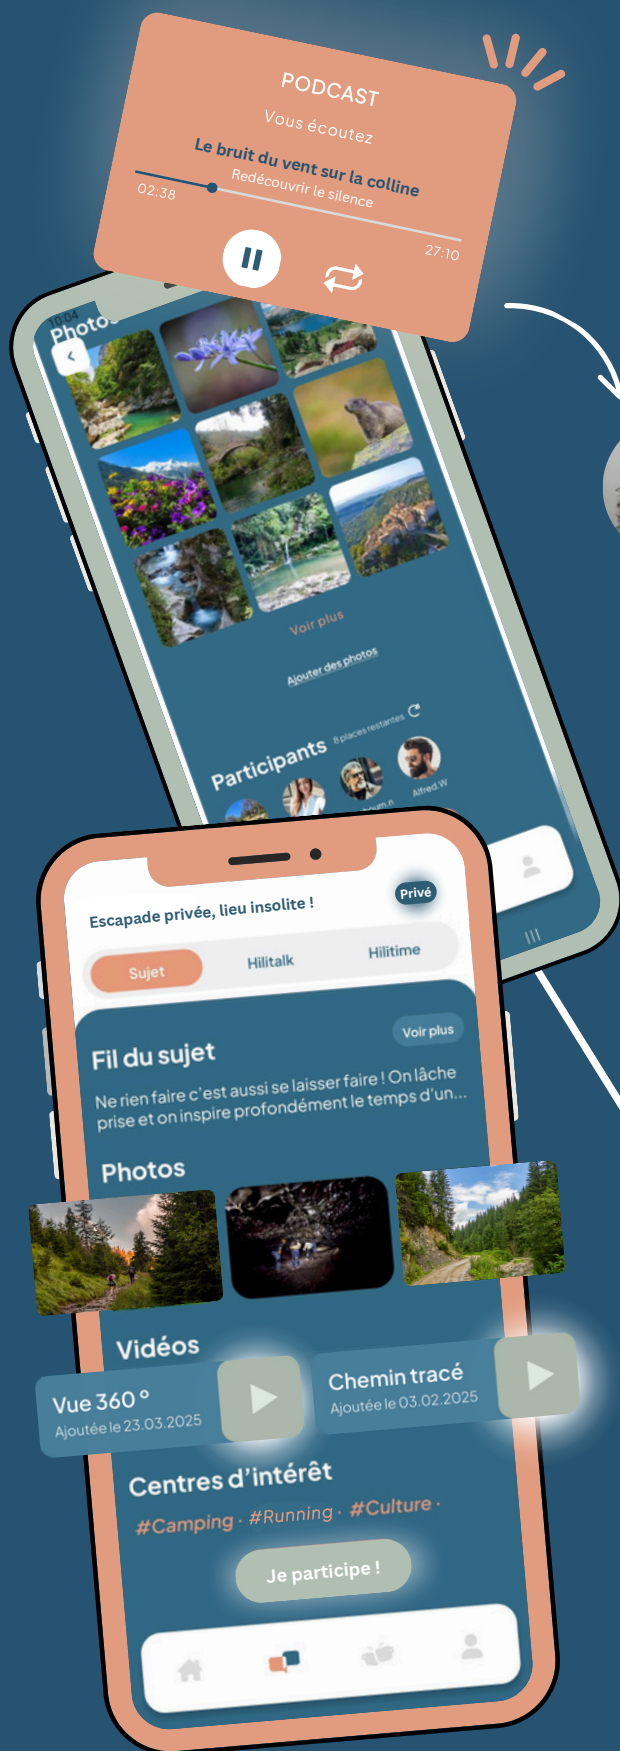 PODCAST
Vous écoutez
Le bruit du vent sur la colline
Redécouvrir le silence
02:38
27:10
10:04
Photos
Voir plus
Ajouter des photos
Participants
8 places restantes
Alfred.W
Escapade privée, lieu insolite !
Privé
Sujet
Hilitalk
Hilitime
Fil du sujet
Voir plus
Ne rien faire c'est aussi se laisser faire ! On lâche
prise et on inspire profondément le temps d'un...
Photos
Vidéos
Vue 360 °
Ajoutée le 23.03.2025
Chemin tracé
Ajoutée le 03.02.2025
Centres d'intérêt
#Camping · #Running · #Culture ·
Je participe !